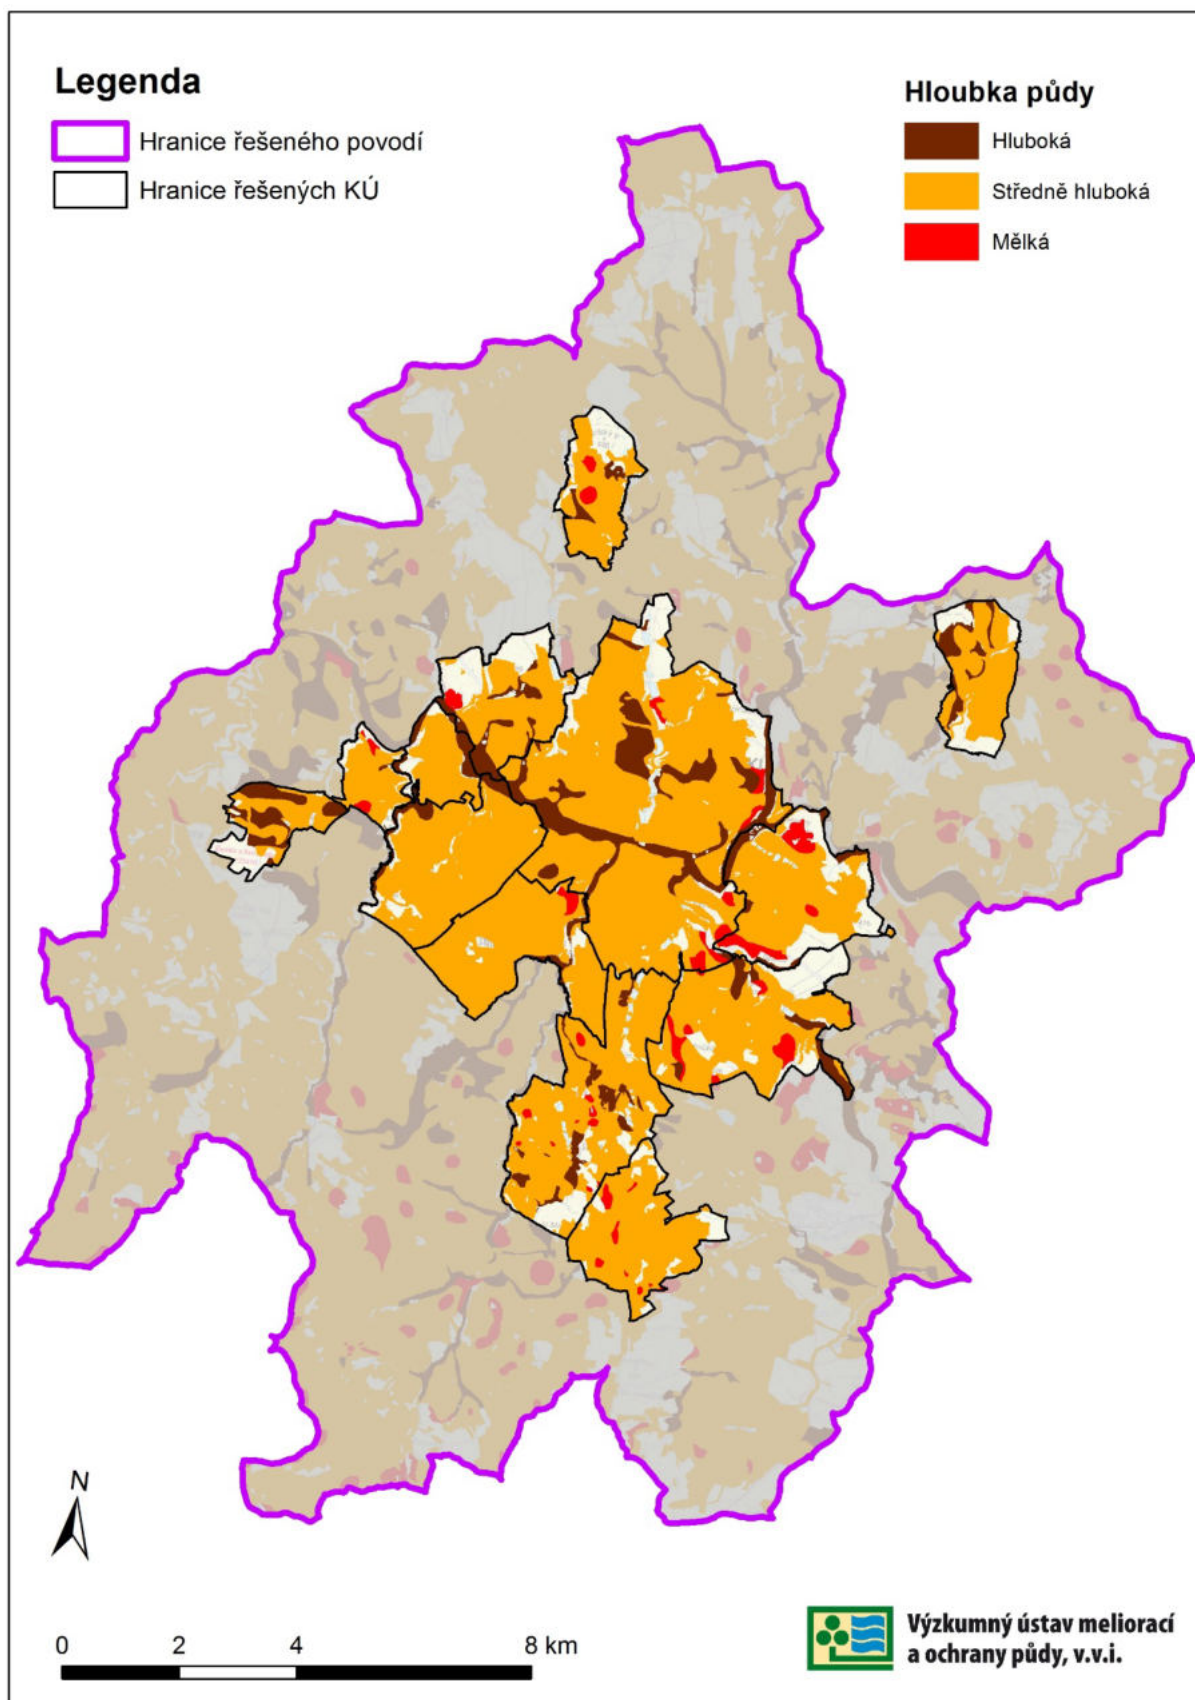 Legenda
Hranice řešeného povodí
Hranice řešených KÚ
Hloubka půdy
Hluboká
Středně hluboká
Mělká
N
0 2 4 8 km
Výzkumný ústav meliorací
a ochrany půdy, v.v.i.